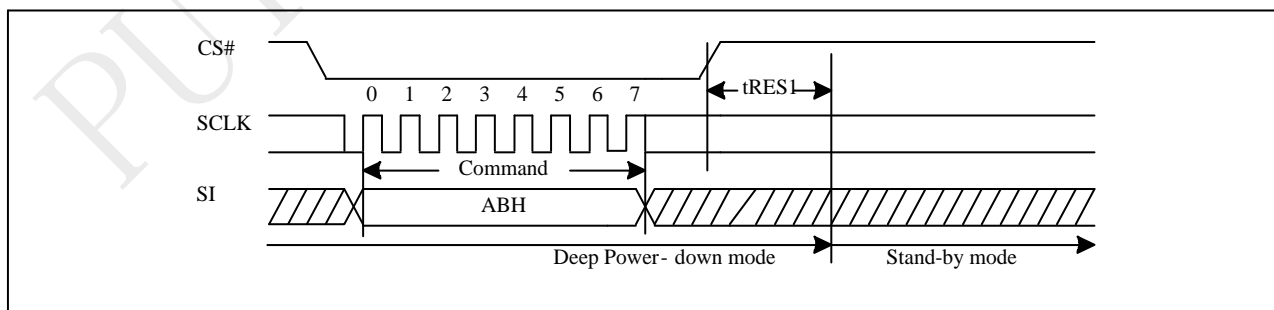 PU
CS#
tRES1
0 1 2 3 4 5 6 7
SCLK
Command
SI
ABH
Deep Power- down mode
Stand-by mode